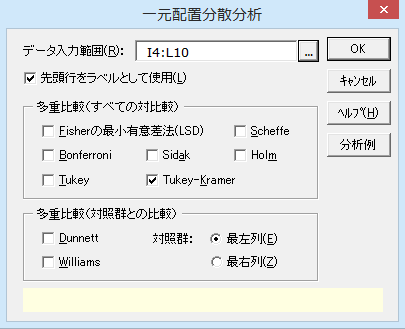 一元配置分散分析
データ入力範囲(R): I4:L10 ... OK
先頭行をラベルとして使用(L) キャンセル
多重比較(すべての対比較) ヘルプ(H)
Fisherの最小有意差法(LSD) Scheffe 分析例
Bonferroni Sidak Holm
Tukey Tukey-Kramer
多重比較(対照群との比較)
Dunnett 対照群: 最左列(E)
Williams 最右列(Z)